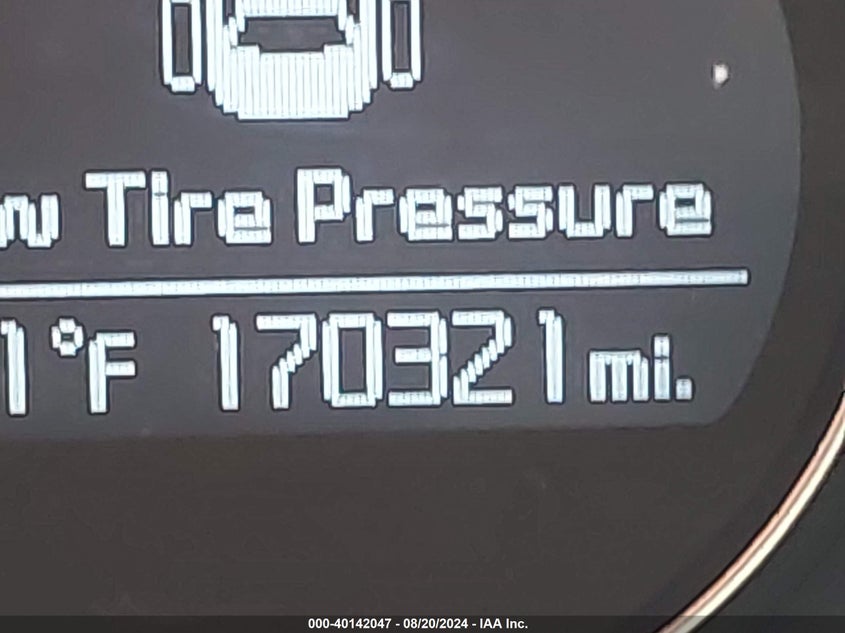 w Tire Pressure
1°F 170321 mi.
000-40142047 - 08/20/2024 - IAA Inc.